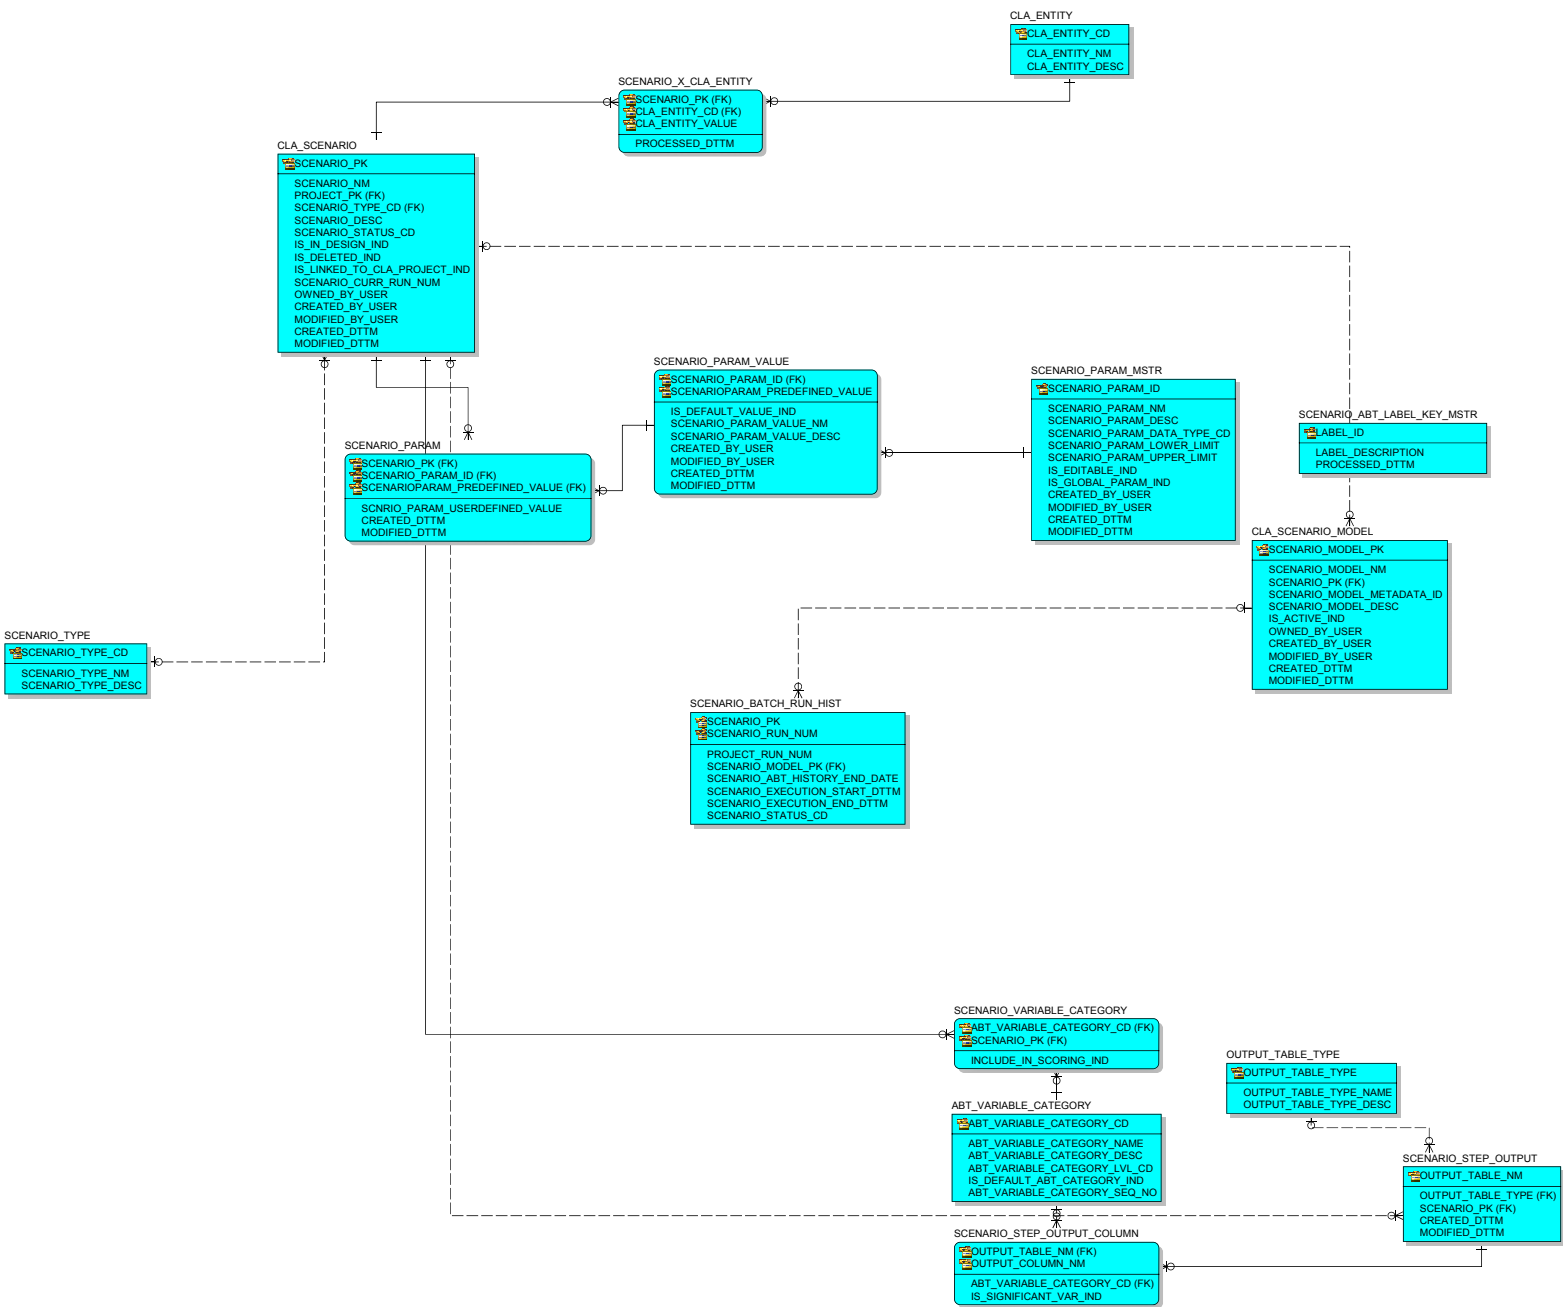 CLA_ENTITY
CLA_ENTITY_CD
CLA_ENTITY_NM
CLA_ENTITY_DESC
SCENARIO_X_CLA_ENTITY
SCENARIO_PK (FK)
CLA_ENTITY_CD (FK)
CLA_ENTITY_VALUE
PROCESSED_DTTM
CLA_SCENARIO
SCENARIO_PK
SCENARIO_NM
PROJECT_PK (FK)
SCENARIO_TYPE_CD (FK)
SCENARIO_DESC
SCENARIO_STATUS_CD
IS_IN_DESIGN_IND
IS_DELETED_IND
IS_LINKED_TO_CLA_PROJECT_IND
SCENARIO_CURR_RUN_NUM
OWNED_BY_USER
CREATED_BY_USER
MODIFIED_BY_USER
CREATED_DTTM
MODIFIED_DTTM
SCENARIO_PARAM_VALUE
SCENARIO_PARAM_ID (FK)
SCENARIOPARAM_PREDEFINED_VALUE
IS_DEFAULT_VALUE_IND
SCENARIO_PARAM_VALUE_NM
SCENARIO_PARAM_VALUE_DESC
CREATED_BY_USER
MODIFIED_BY_USER
CREATED_DTTM
MODIFIED_DTTM
SCENARIO_PARAM_MSTR
SCENARIO_PARAM_ID
SCENARIO_PARAM_NM
SCENARIO_PARAM_DESC
SCENARIO_PARAM_DATA_TYPE_CD
SCENARIO_PARAM_LOWER_LIMIT
SCENARIO_PARAM_UPPER_LIMIT
IS_EDITABLE_IND
IS_GLOBAL_PARAM_IND
CREATED_BY_USER
MODIFIED_BY_USER
CREATED_DTTM
MODIFIED_DTTM
SCENARIO_ABT_LABEL_KEY_MSTR
LABEL_ID
LABEL_DESCRIPTION
PROCESSED_DTTM
SCENARIO_PARAM
SCENARIO_PK (FK)
SCENARIO_PARAM_ID (FK)
SCENARIOPARAM_PREDEFINED_VALUE (FK)
SCNRIO_PARAM_USERDEFINED_VALUE
CREATED_DTTM
MODIFIED_DTTM
CLA_SCENARIO_MODEL
SCENARIO_MODEL_PK
SCENARIO_MODEL_NM
SCENARIO_PK (FK)
SCENARIO_MODEL_METADATA_ID
SCENARIO_MODEL_DESC
IS_ACTIVE_IND
OWNED_BY_USER
CREATED_BY_USER
MODIFIED_BY_USER
CREATED_DTTM
MODIFIED_DTTM
SCENARIO_TYPE
SCENARIO_TYPE_CD
SCENARIO_TYPE_NM
SCENARIO_TYPE_DESC
SCENARIO_BATCH_RUN_HIST
SCENARIO_PK
SCENARIO_RUN_NUM
PROJECT_RUN_NUM
SCENARIO_MODEL_PK (FK)
SCENARIO_ABT_HISTORY_END_DATE
SCENARIO_EXECUTION_START_DTTM
SCENARIO_EXECUTION_END_DTTM
SCENARIO_STATUS_CD
SCENARIO_VARIABLE_CATEGORY
ABT_VARIABLE_CATEGORY_CD (FK)
SCENARIO_PK (FK)
INCLUDE_IN_SCORING_IND
OUTPUT_TABLE_TYPE
OUTPUT_TABLE_TYPE
OUTPUT_TABLE_TYPE_NAME
OUTPUT_TABLE_TYPE_DESC
ABT_VARIABLE_CATEGORY
ABT_VARIABLE_CATEGORY_CD
ABT_VARIABLE_CATEGORY_NAME
ABT_VARIABLE_CATEGORY_DESC
ABT_VARIABLE_CATEGORY_LVL_CD
IS_DEFAULT_ABT_CATEGORY_IND
ABT_VARIABLE_CATEGORY_SEQ_NO
SCENARIO_STEP_OUTPUT
OUTPUT_TABLE_NM
OUTPUT_TABLE_TYPE (FK)
SCENARIO_PK (FK)
CREATED_DTTM
MODIFIED_DTTM
SCENARIO_STEP_OUTPUT_COLUMN
OUTPUT_TABLE_NM (FK)
OUTPUT_COLUMN_NM
ABT_VARIABLE_CATEGORY_CD (FK)
IS_SIGNIFICANT_VAR_IND